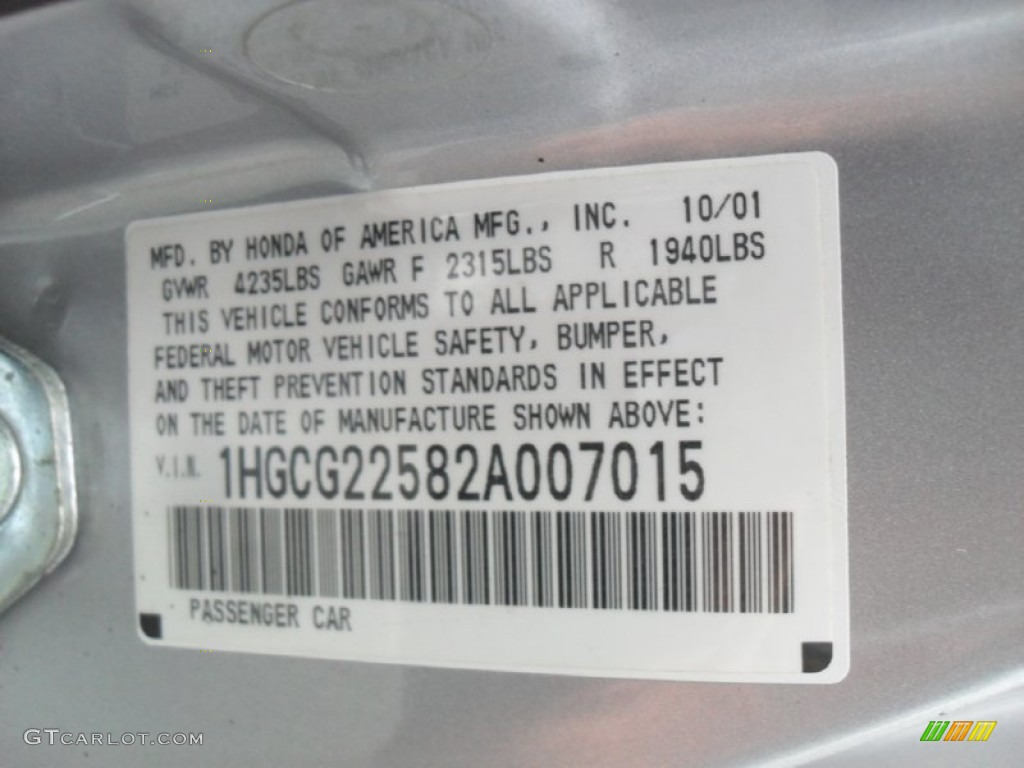 MFD. BY HONDA OF AMERICA MFG., INC. 10/01
GVWR 4235LBS GAWR F 2315LBS R 1940LBS
THIS VEHICLE CONFORMS TO ALL APPLICABLE
FEDERAL MOTOR VEHICLE SAFETY, BUMPER,
AND THEFT PREVENTION STANDARDS IN EFFECT
ON THE DATE OF MANUFACTURE SHOWN ABOVE:
V.I.N. 1HGCG22582A007015
PASSENGER CAR
GTCARLOT.COM